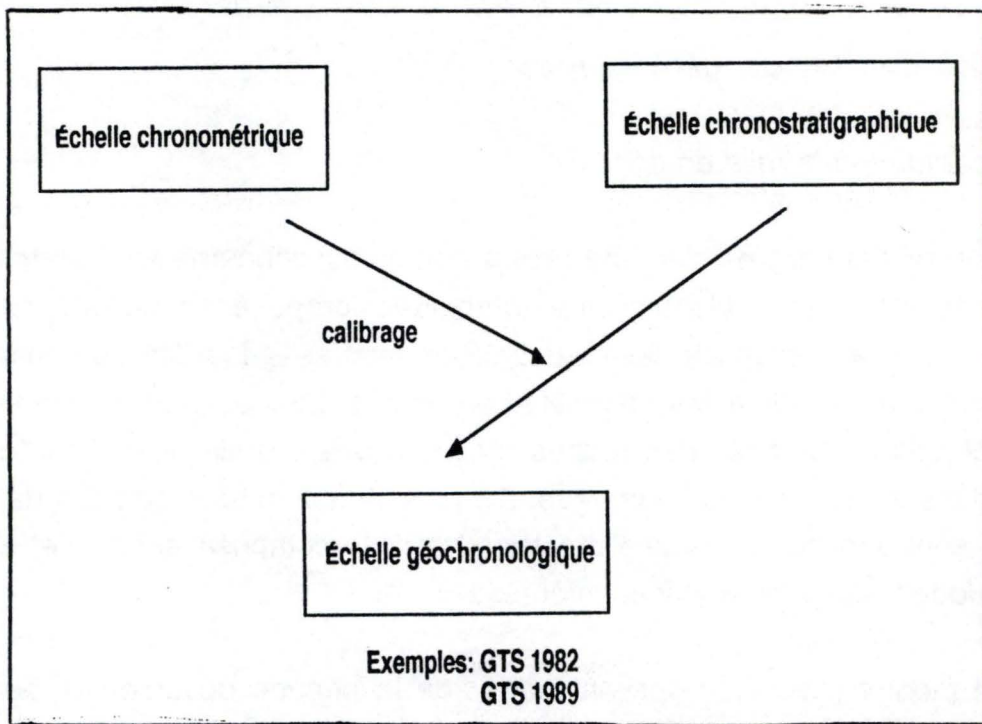 Échelle chronométrique
Échelle chronostratigraphique
calibrage
Échelle géochronologique
Exemples: GTS 1982
GTS 1989